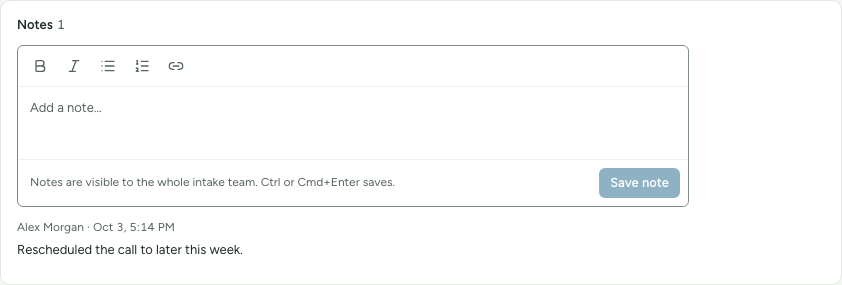 Notes 1
Add a note...
Notes are visible to the whole intake team. Ctrl or Cmd+Enter saves.
Save note
Alex Morgan · Oct 3, 5:14 PM
Rescheduled the call to later this week.